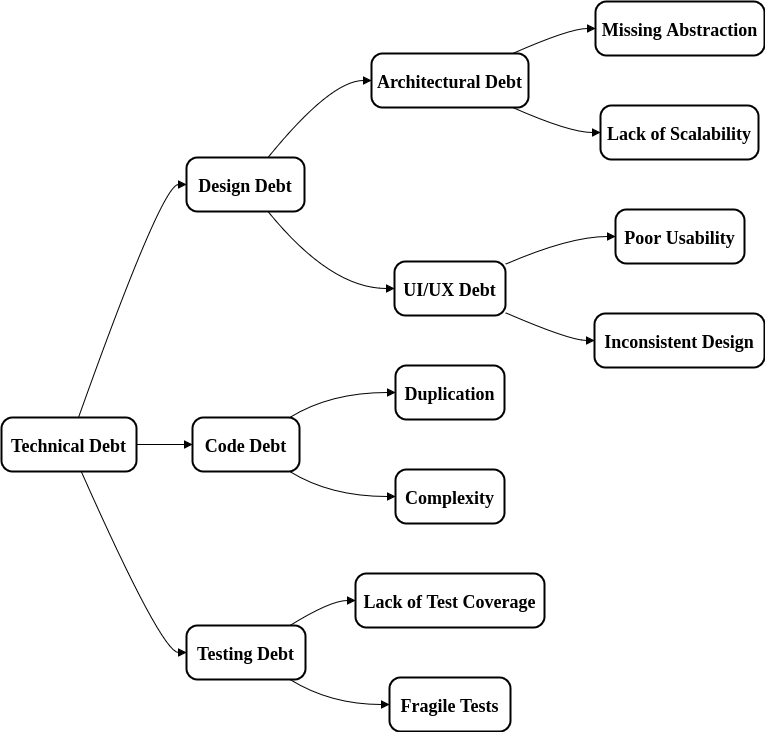 Missing Abstraction
Architectural Debt
Lack of Scalability
Design Debt
Poor Usability
UI/UX Debt
Inconsistent Design
Duplication
Technical Debt
Code Debt
Complexity
Lack of Test Coverage
Testing Debt
Fragile Tests